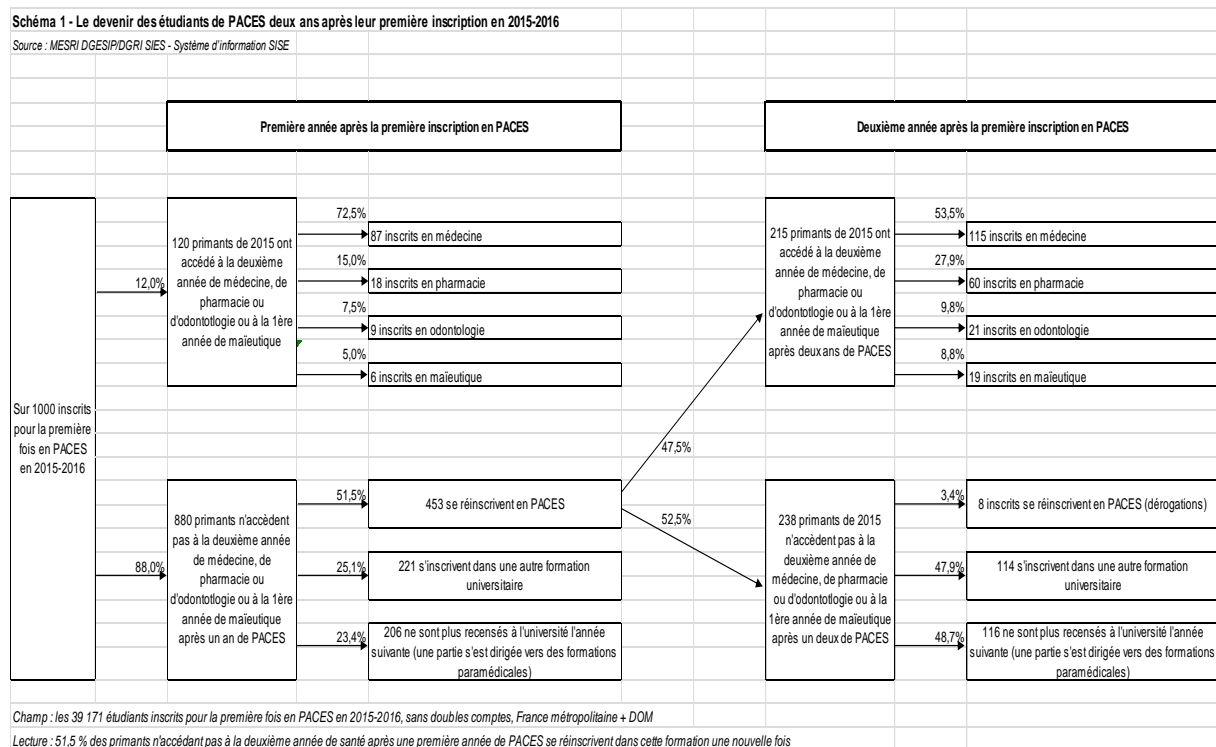 Schéma 1 - Le devenir des étudiants de PACES deux ans après leur première inscription en 2015-2016
Source : MESRI DGESIP/DGRI SIES - Système d'information SISE
Première année après la première inscription en PACES
Deuxième année après la première inscription en PACES
Sur 1000 inscrits
pour la première
fois en PACES
en 2015-2016
12,0%
120 primants de 2015 ont
accédé à la deuxième
année de médecine, de
pharmacie ou
d'odontotlogie ou à la 1ère
année de maïeutique
72,5%
87 inscrits en médecine
15,0%
18 inscrits en pharmacie
7,5%
9 inscrits en odontologie
5,0%
6 inscrits en maïeutique
88,0%
880 primants n'accèdent
pas à la deuxième année
de médecine, de
pharmacie ou
d'odontotlogie ou à la 1ère
année de maïeutique
après un an de PACES
51,5%
453 se réinscrivent en PACES
25,1%
221 s'inscrivent dans une autre formation
universitaire
23,4%
206 ne sont plus recensés à l'université l'année
suivante (une partie s'est dirigée vers des formations
paramédicales)
47,5%
215 primants de 2015 ont
accédé à la deuxième
année de médecine, de
pharmacie ou
d'odontotlogie ou à la 1ère
année de maïeutique
après deux ans de PACES
53,5%
115 inscrits en médecine
27,9%
60 inscrits en pharmacie
9,8%
21 inscrits en odontologie
8,8%
19 inscrits en maïeutique
52,5%
238 primants de 2015
n'accèdent pas à la
deuxième année de
médecine, de pharmacie
ou d'odontotlogie ou à la
1ère année de maïeutique
après un deux de PACES
3,4%
8 inscrits se réinscrivent en PACES (dérogations)
47,9%
114 s'inscrivent dans une autre formation
universitaire
48,7%
116 ne sont plus recensés à l'université l'année
suivante (une partie s'est dirigée vers des formations
paramédicales)
Champ : les 39 171 étudiants inscrits pour la première fois en PACES en 2015-2016, sans doubles comptes, France métropolitaine + DOM
Lecture : 51,5 % des primants n'accédant pas à la deuxième année de santé après une première année de PACES se réinscrivent dans cette formation une nouvelle fois